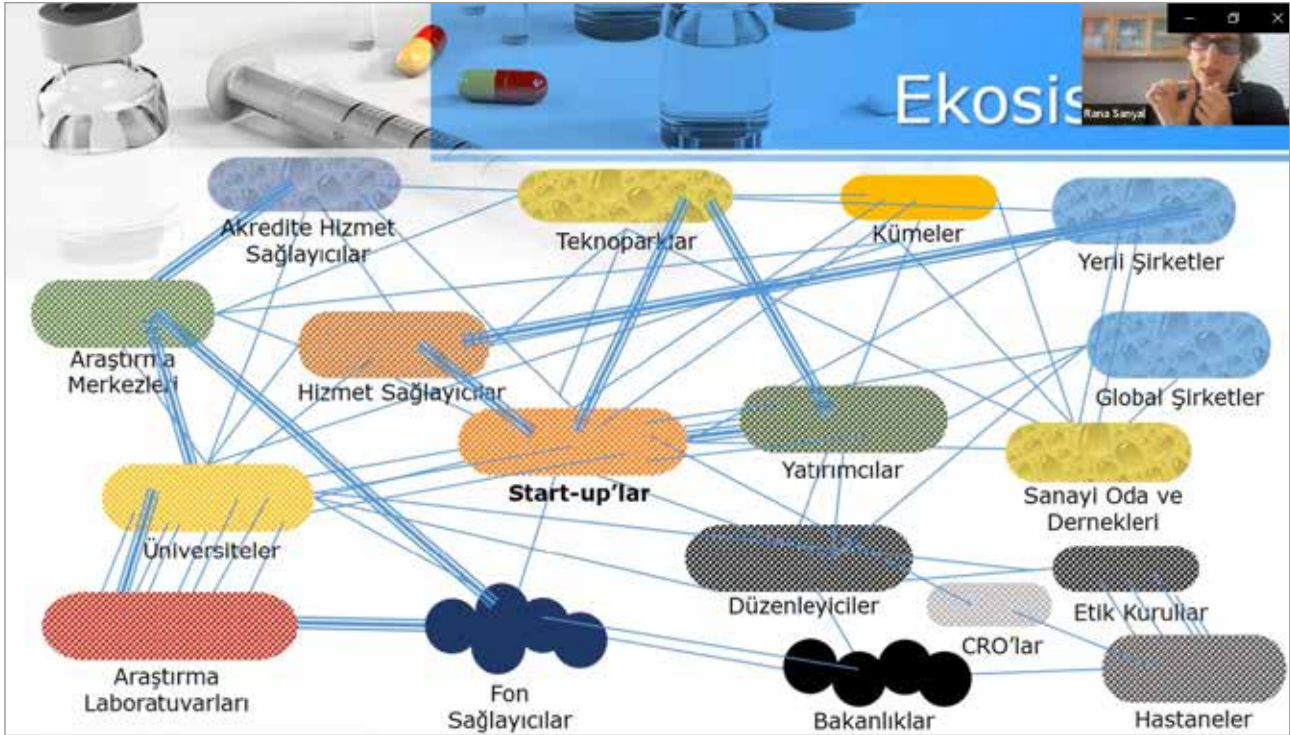 Ekosis
Rana Sanyal
Akredite Hizmet
Sağlayıcılar
Teknoparklar
Kümeler
Yerli Şirketler
Araştırma
Merkezleri
Hizmet Sağlayıcılar
Global Şirketler
Start-up’lar
Yatırımcılar
Sanayi Oda ve
Dernekleri
Üniversiteler
Düzenleyiciler
Etik Kurullar
CRO’lar
Araştırma
Laboratuvarları
Fon
Sağlayıcılar
Bakanlıklar
Hastaneler